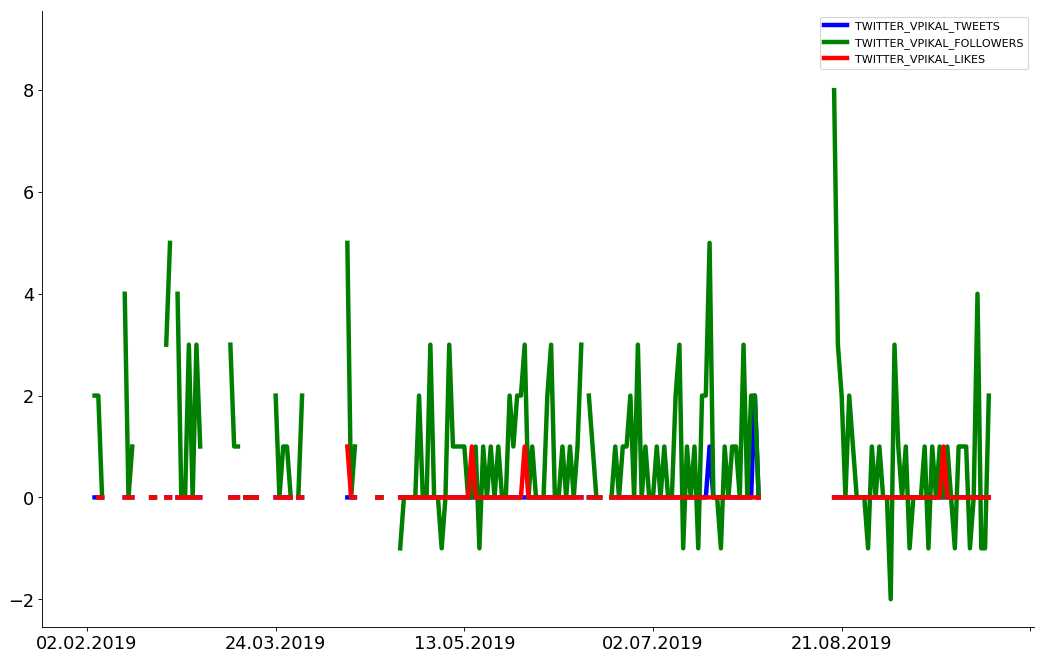 TWITTER_VPIKAL_TWEETS
TWITTER_VPIKAL_FOLLOWERS
TWITTER_VPIKAL_LIKES
8
6
4
2
0
−2
02.02.2019 24.03.2019 13.05.2019 02.07.2019 21.08.2019